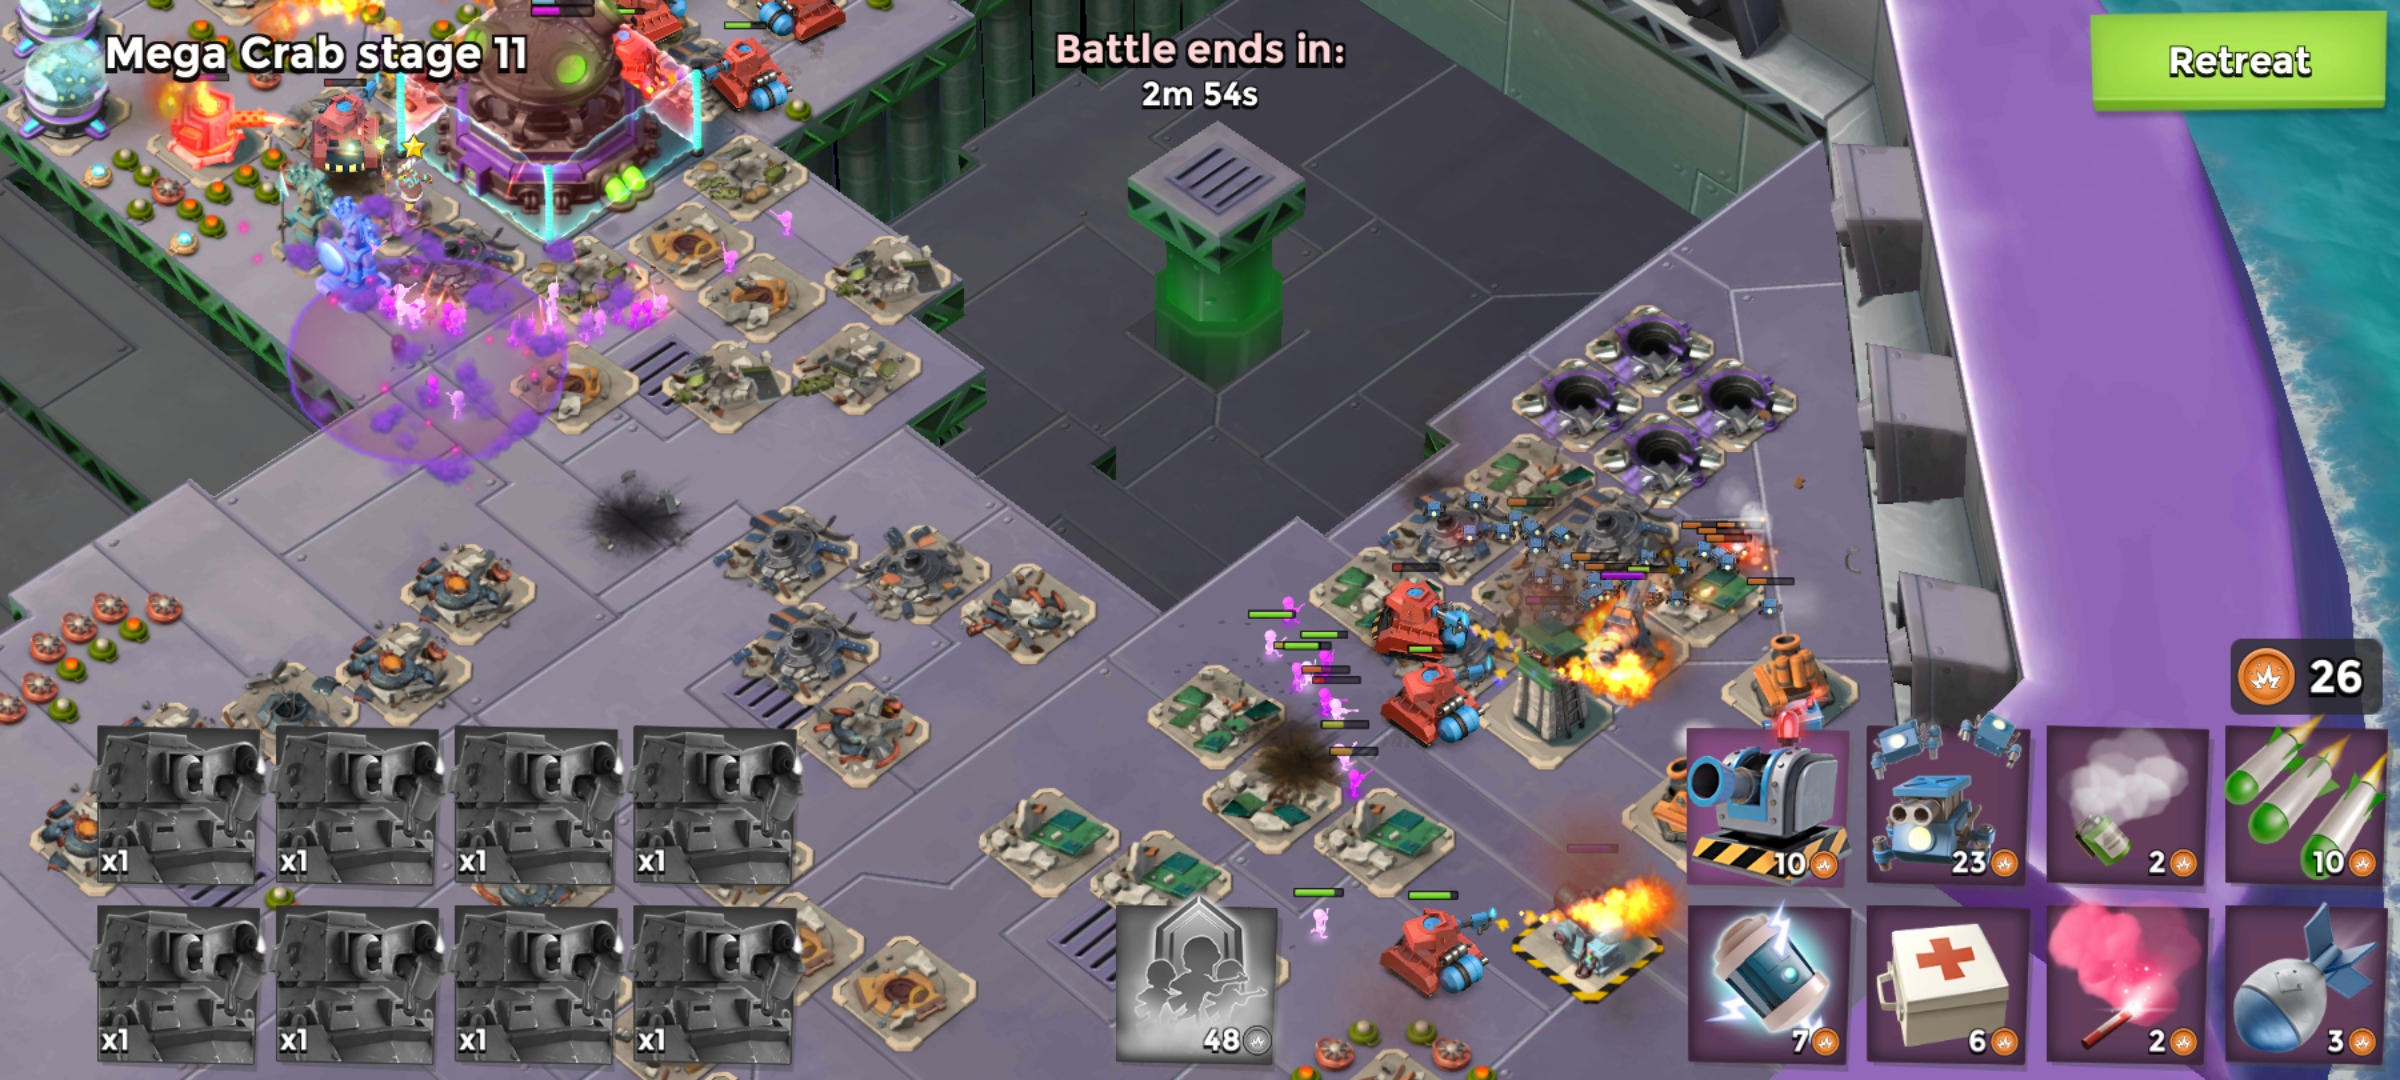 Mega Crab stage 11
Battle ends in:
2m 54s
Retreat
26
x1
x1
x1
x1
10
23
2
10
x1
x1
x1
x1
48
7
6
2
3